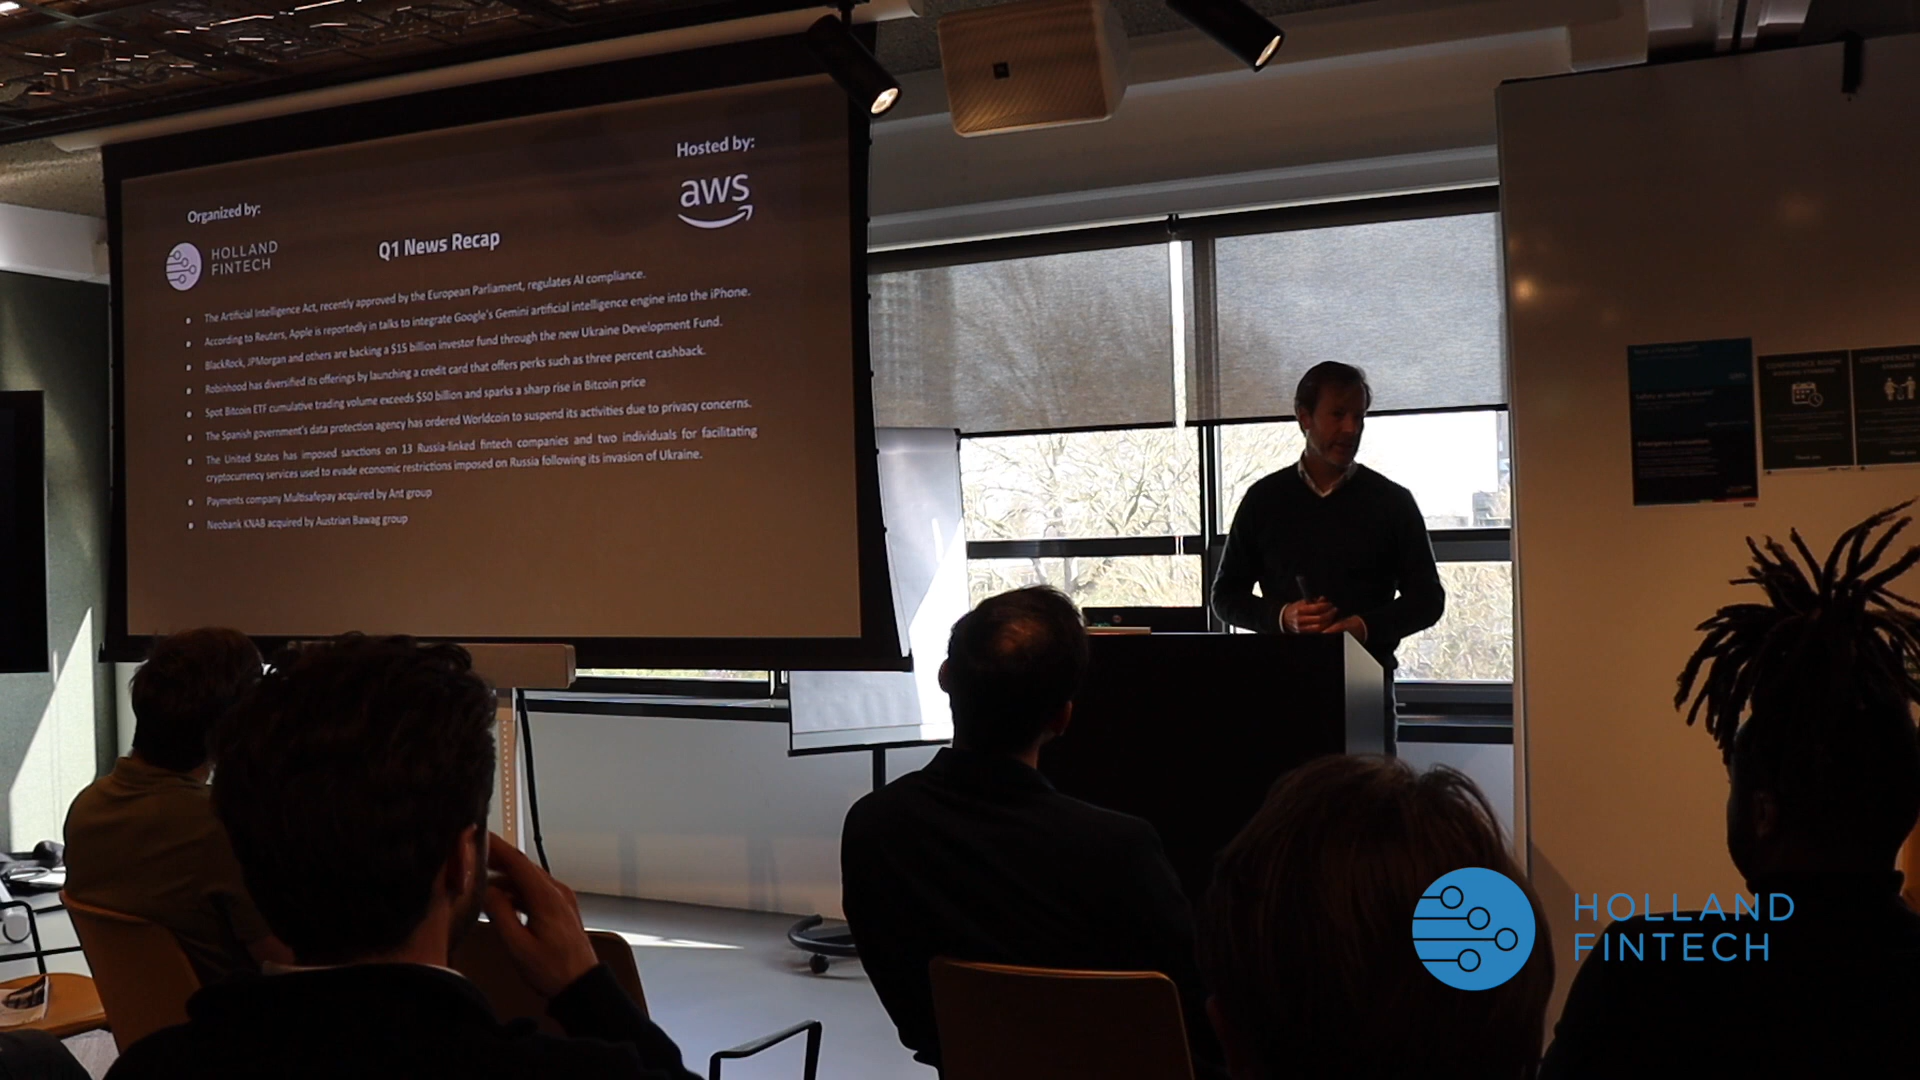 Organized by:
HOLLAND
FINTECH
Hosted by:
aws
Q1 News Recap
The Artificial Intelligence Act, recently approved by the European Parliament, regulates AI compliance.
According to Reuters, Apple is reportedly in talks to integrate Google's Gemini artificial intelligence engine into the iPhone.
BlackRock, JPMorgan and others are backing a $15 billion investor fund through the new Ukraine Development Fund.
Robinhood has diversified its offerings by launching a credit card that offers perks such as three percent cashback.
Spot Bitcoin ETF cumulative trading volume exceeds $50 billion and sparks a sharp rise in Bitcoin price
The Spanish government's data protection agency has ordered Worldcoin to suspend its activities due to privacy concerns.
The United States has imposed sanctions on 13 Russia-linked fintech companies and two individuals for facilitating
cryptocurrency services used to evade economic restrictions imposed on Russia following its invasion of Ukraine.
Payments company Multisafepay acquired by Ant group
Neobank KNAB acquired by Austrian Bawag group
CONFERENCE ROOM
Thank you
HOLLAND
FINTECH